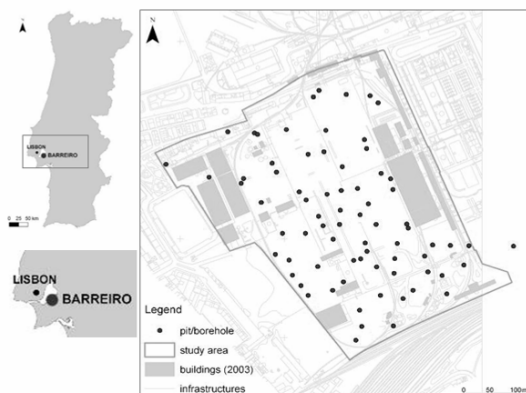 N
LISBON
BARREIRO
0 25 50 km
LISBON
BARREIRO
N
Legend
pit/borehole
study area
buildings (2003)
infrastructures
0 50 100m